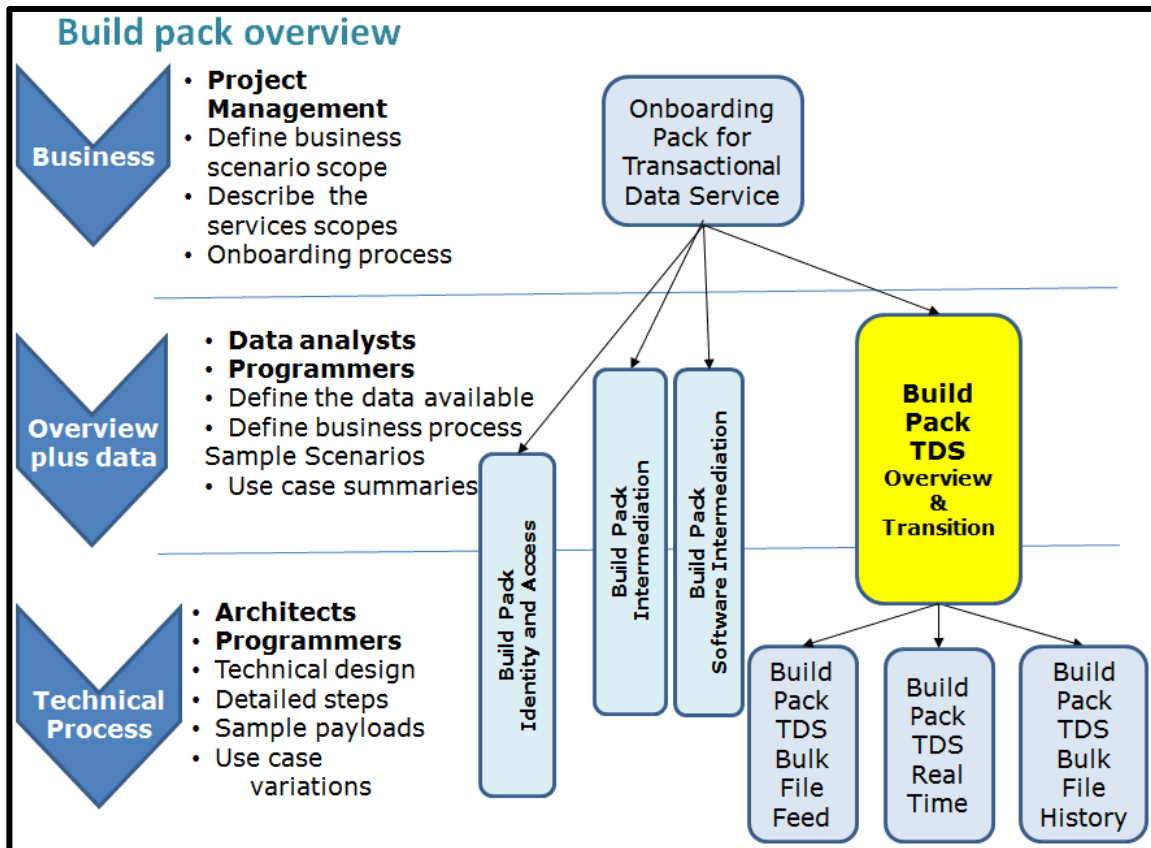 Build pack overview
Business
• Project
Management
• Define business
scenario scope
• Describe the
services scopes
• Onboarding process
Onboarding
Pack for
Transactional
Data Service
Overview
plus data
• Data analysts
• Programmers
• Define the data available
• Define business process
Sample Scenarios
• Use case summaries
Build Pack
Identity and Access
Build Pack
Intermediation
Build Pack
Software Intermediation
Build
Pack
TDS
Overview
&
Transition
Technical
Process
• Architects
• Programmers
• Technical design
• Detailed steps
• Sample payloads
• Use case
variations
Build
Pack
TDS
Bulk
File
Feed
Build
Pack
TDS
Real
Time
Build
Pack
TDS
Bulk
File
History